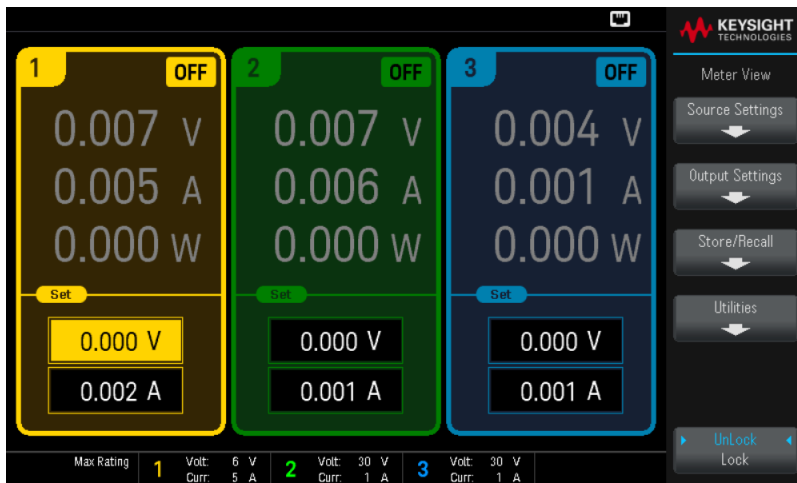 KEYSIGHT
TECHNOLOGIES
Meter View
Source Settings
Output Settings
Store/Recall
Utilities
UnLock
Lock
1 OFF
0.007 V
0.005 A
0.000 W
Set
0.000 V
0.002 A
2 OFF
0.007 V
0.006 A
0.000 W
Set
0.000 V
0.001 A
3 OFF
0.004 V
0.001 A
0.000 W
Set
0.000 V
0.001 A
Max Rating
1 Volt: 6 V
Curr: 5 A
2 Volt: 30 V
Curr: 1 A
3 Volt: 30 V
Curr: 1 A